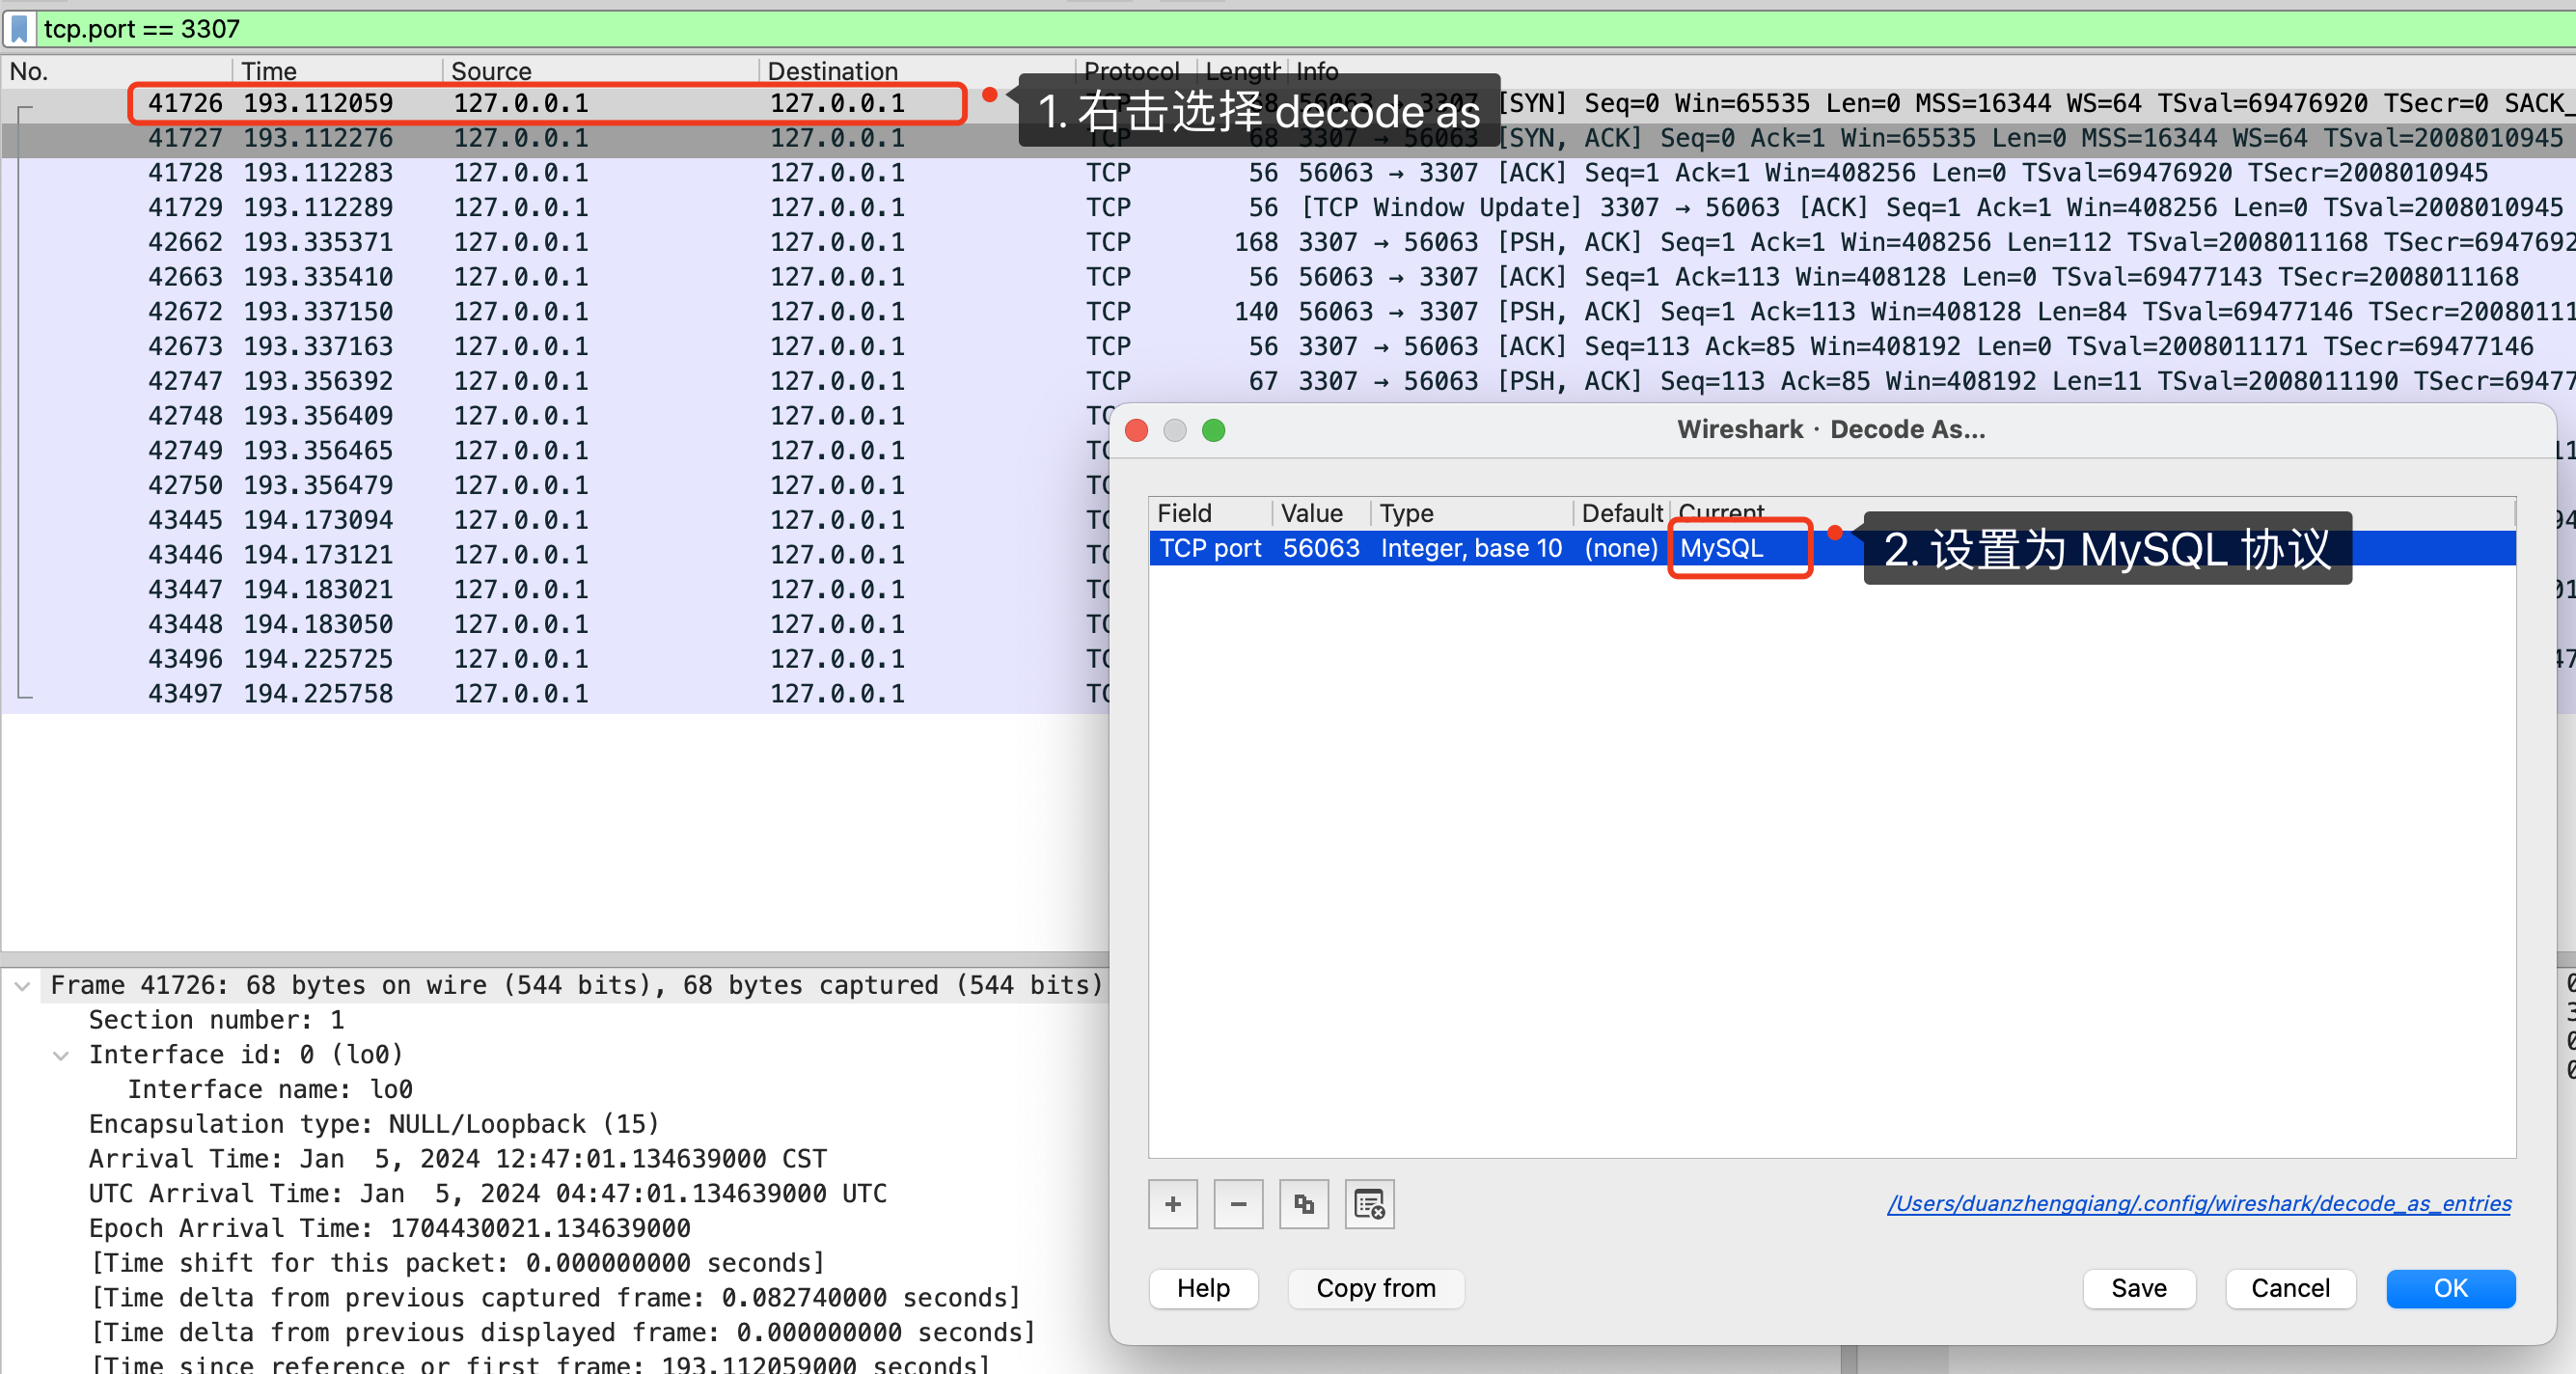 tcp.port == 3307
No. Time Source Destination Protocol Length Info
41726 193.112059 127.0.0.1 127.0.0.1 TCP 68 56063 → 3307 [SYN] Seq=0 Win=65535 Len=0 MSS=16344 WS=64 TSval=69476920 TSecr=0 SACK_
1. 右击选择 decode as
41727 193.112276 127.0.0.1 127.0.0.1 TCP 68 3307 → 56063 [SYN, ACK] Seq=0 Ack=1 Win=65535 Len=0 MSS=16344 WS=64 TSval=2008010945
41728 193.112283 127.0.0.1 127.0.0.1 TCP 56 56063 → 3307 [ACK] Seq=1 Ack=1 Win=408256 Len=0 TSval=69476920 TSecr=2008010945
41729 193.112289 127.0.0.1 127.0.0.1 TCP 56 [TCP Window Update] 3307 → 56063 [ACK] Seq=1 Ack=1 Win=408256 Len=0 TSval=2008010945
42662 193.335371 127.0.0.1 127.0.0.1 TCP 168 3307 → 56063 [PSH, ACK] Seq=1 Ack=1 Win=408256 Len=112 TSval=2008011168 TSecr=6947692
42663 193.335410 127.0.0.1 127.0.0.1 TCP 56 56063 → 3307 [ACK] Seq=1 Ack=113 Win=408128 Len=0 TSval=69477143 TSecr=2008011168
42672 193.337150 127.0.0.1 127.0.0.1 TCP 140 56063 → 3307 [PSH, ACK] Seq=1 Ack=113 Win=408128 Len=84 TSval=69477146 TSecr=20080111
42673 193.337163 127.0.0.1 127.0.0.1 TCP 56 3307 → 56063 [ACK] Seq=113 Ack=85 Win=408192 Len=0 TSval=2008011171 TSecr=69477146
42747 193.356392 127.0.0.1 127.0.0.1 TCP 67 3307 → 56063 [PSH, ACK] Seq=113 Ack=85 Win=408192 Len=11 TSval=2008011190 TSecr=69477
42748 193.356409 127.0.0.1 127.0.0.1
42749 193.356465 127.0.0.1 127.0.0.1
42750 193.356479 127.0.0.1 127.0.0.1
43445 194.173094 127.0.0.1 127.0.0.1
43446 194.173121 127.0.0.1 127.0.0.1
43447 194.183021 127.0.0.1 127.0.0.1
43448 194.183050 127.0.0.1 127.0.0.1
43496 194.225725 127.0.0.1 127.0.0.1
43497 194.225758 127.0.0.1 127.0.0.1
Wireshark · Decode As...
Field Value Type Default Current
TCP port 56063 Integer, base 10 (none) MySQL
2. 设置为 MySQL 协议
/Users/duanzhengqiang/.config/wireshark/decode_as_entries
Help Copy from Save Cancel OK
Frame 41726: 68 bytes on wire (544 bits), 68 bytes captured (544 bits)
Section number: 1
Interface id: 0 (lo0)
Interface name: lo0
Encapsulation type: NULL/Loopback (15)
Arrival Time: Jan  5, 2024 12:47:01.134639000 CST
UTC Arrival Time: Jan  5, 2024 04:47:01.134639000 UTC
Epoch Arrival Time: 1704430021.134639000
[Time shift for this packet: 0.000000000 seconds]
[Time delta from previous captured frame: 0.082740000 seconds]
[Time delta from previous displayed frame: 0.000000000 seconds]
[Time since reference or first frame: 193.112059000 seconds]